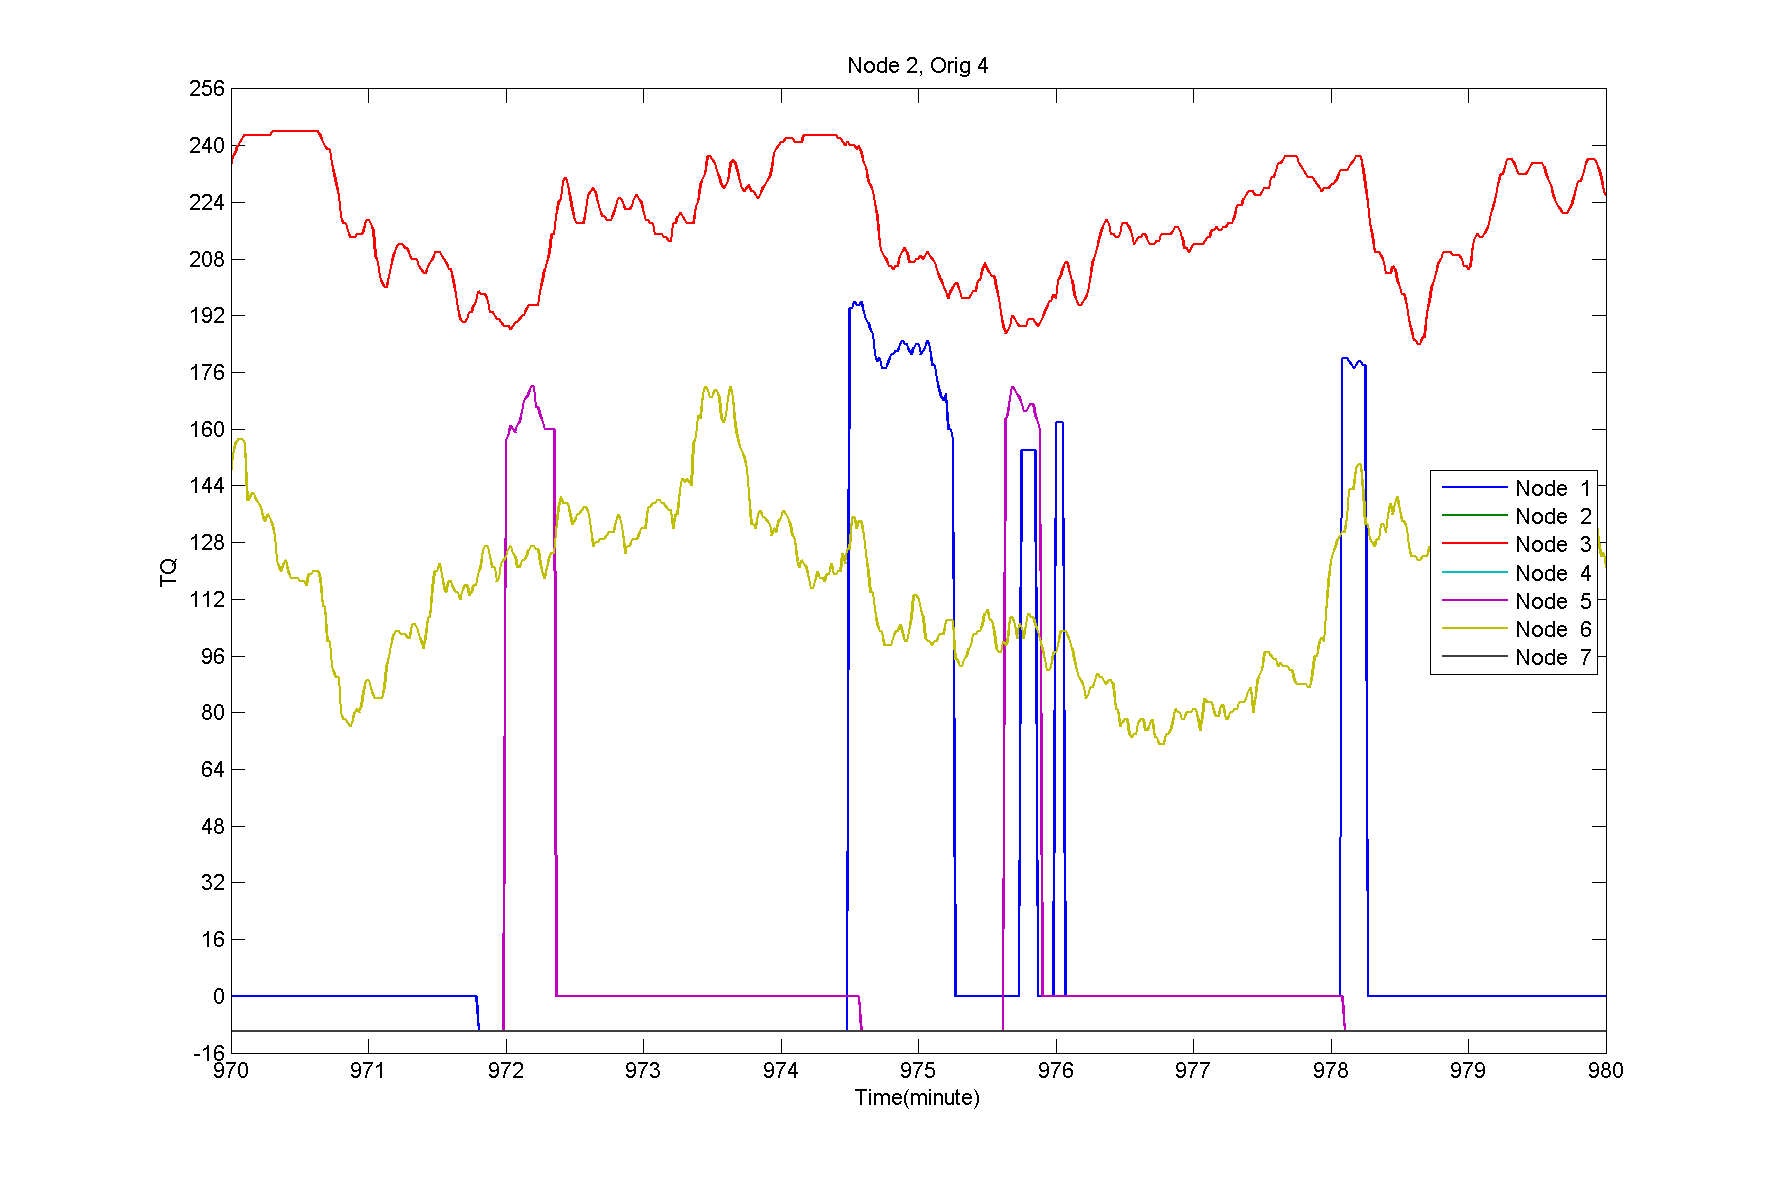 Node 2, Orig 4
256
240
224
208
192
176
160
144
128
112
96
80
64
48
32
16
0
-16
TQ
Node 1
Node 2
Node 3
Node 4
Node 5
Node 6
Node 7
970 971 972 973 974 975 976 977 978 979 980
Time(minute)